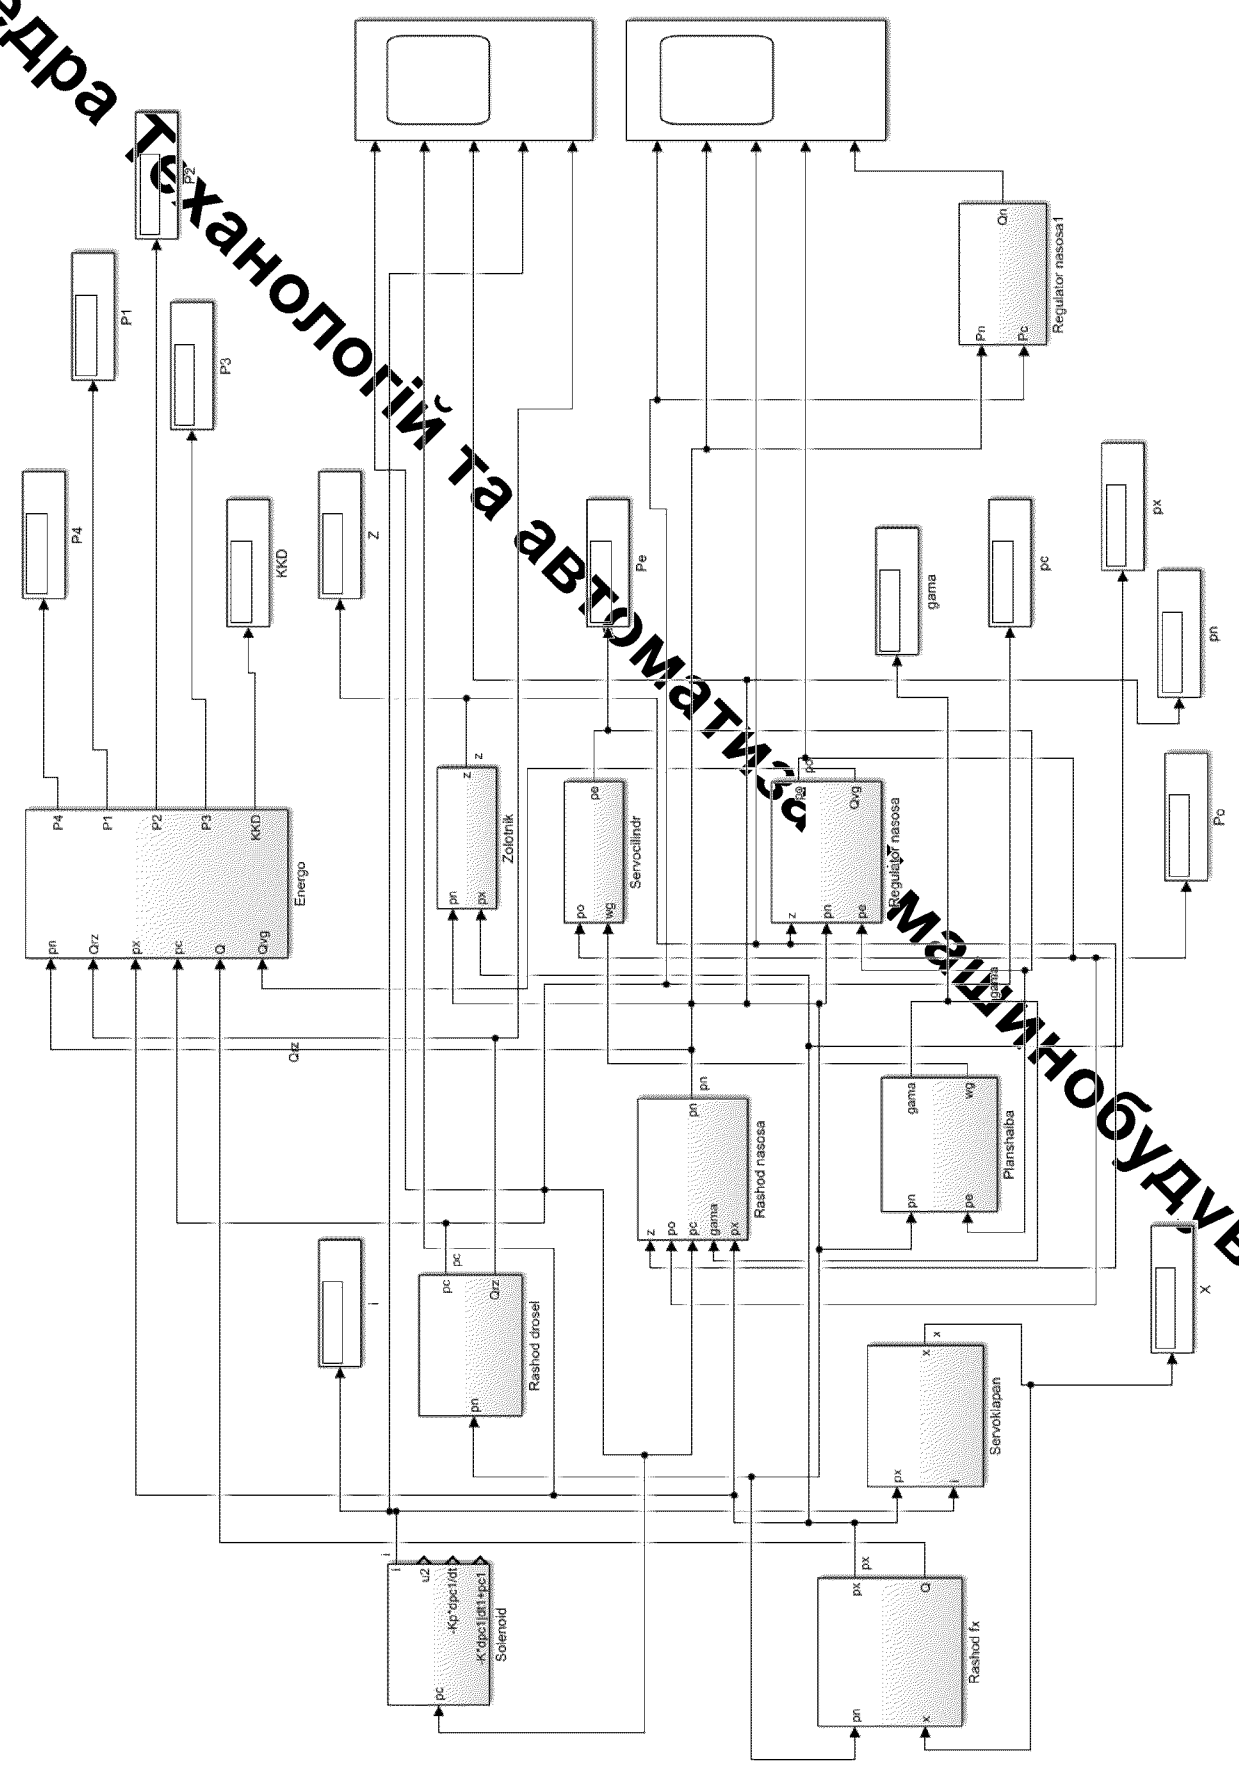 едра технологій та автоматиза
машинобудув
P2
P1
P3
P4
KKD
Z
Pe
gama
pc
px
pn
Po
X
i
P4
P1
P2
P3
KKD
pn
Qrz
px
pc
Q
Qvg
Energo
Qrz
pn
px
z
z
Zolotnik
po
wg
pe
Servocilindr
z
pn
pe
Qvg
Regulator nasosa
Pn
Pc
Qn
Regulator nasosa1
z
po
pc
gama
px
pn
pn
Rashod nasosa
pn
pe
gama
wg
gama
Planshaiba
pn
pc
pc
Qrz
Rashod drosel
px
i
x
x
Servoklapan
pc
i
i
u2
-Kp*dpc1/dt
-K*dpc1|dt1+pc1
Solenoid
pn
x
px
px
Q
Rashod fx